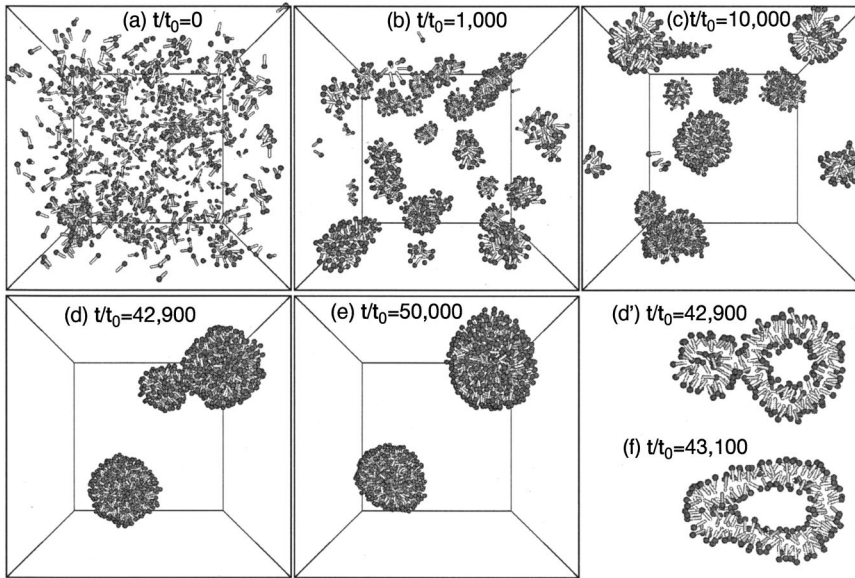 (a) t/t₀=0
(b) t/t₀=1,000
(c)t/t₀=10,000
(d) t/t₀=42,900
(e) t/t₀=50,000
(d') t/t₀=42,900
(f) t/t₀=43,100